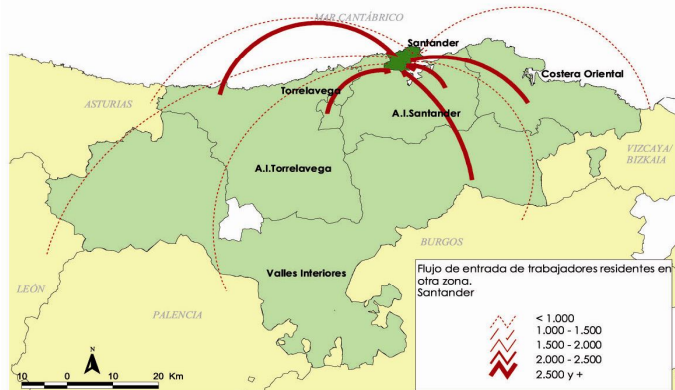 MAR CANTÁBRICO
Santander
Costera Oriental
ASTURIAS
Torrelavega
A.I.Santander
VIZCAYA/
BIZKAIA
A.I.Torrelavega
BURGOS
Valles Interiores
LEÓN
PALENCIA
Flujo de entrada de trabajadores residentes en
otra zona.
Santander
< 1.000
1.000 - 1.500
1.500 - 2.000
2.000 - 2.500
2.500 y +
N
10 0 10 20 Km